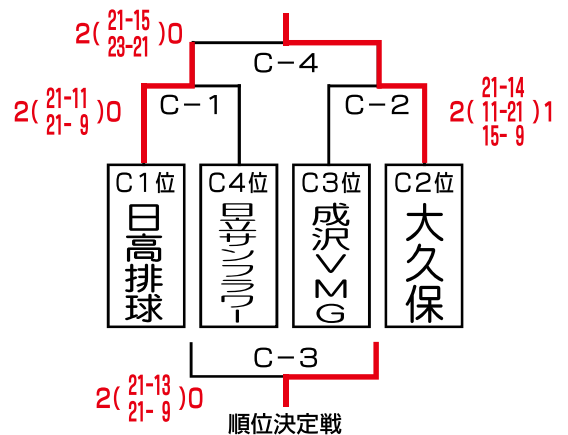 2( 21-15 23-21 )0
C-4
2( 21-11 21- 9 )0
C-1
C-2
2( 21-14 11-21 15- 9 )1
C1位
日高排球
C4位
日立サンフラワー
C3位
成沢VMG
C2位
大久保
C-3
2( 21-13 21- 9 )0
順位決定戦